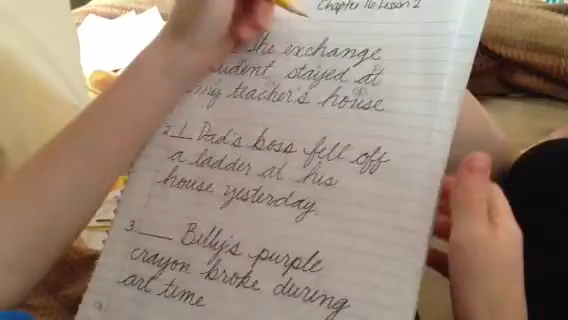 Chapter 16 Lesson 2
the exchange
student stayed at
my teacher's house
2. 1 Dad's boss fell off
a ladder at his
house yesterday
3.____ Billy's purple
crayon broke during
art time